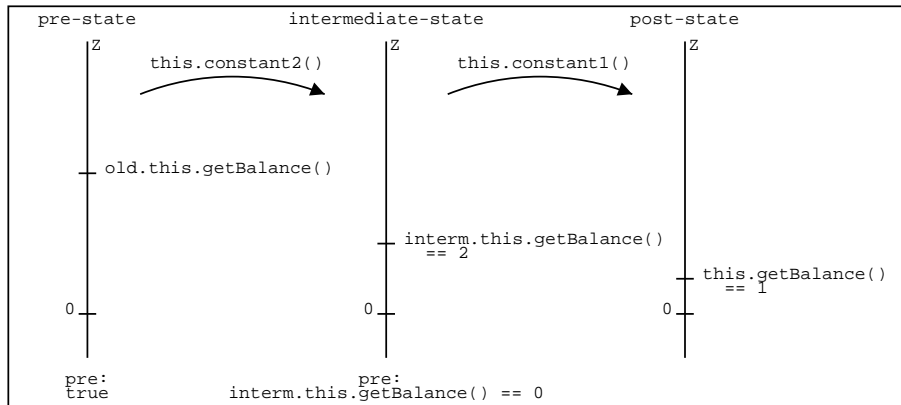 pre-state intermediate-state post-state
Z Z Z
this.constant2() this.constant1()
old.this.getBalance()
interm.this.getBalance()
== 2
this.getBalance()
== 1
0 0 0
pre: pre:
true interm.this.getBalance() == 0